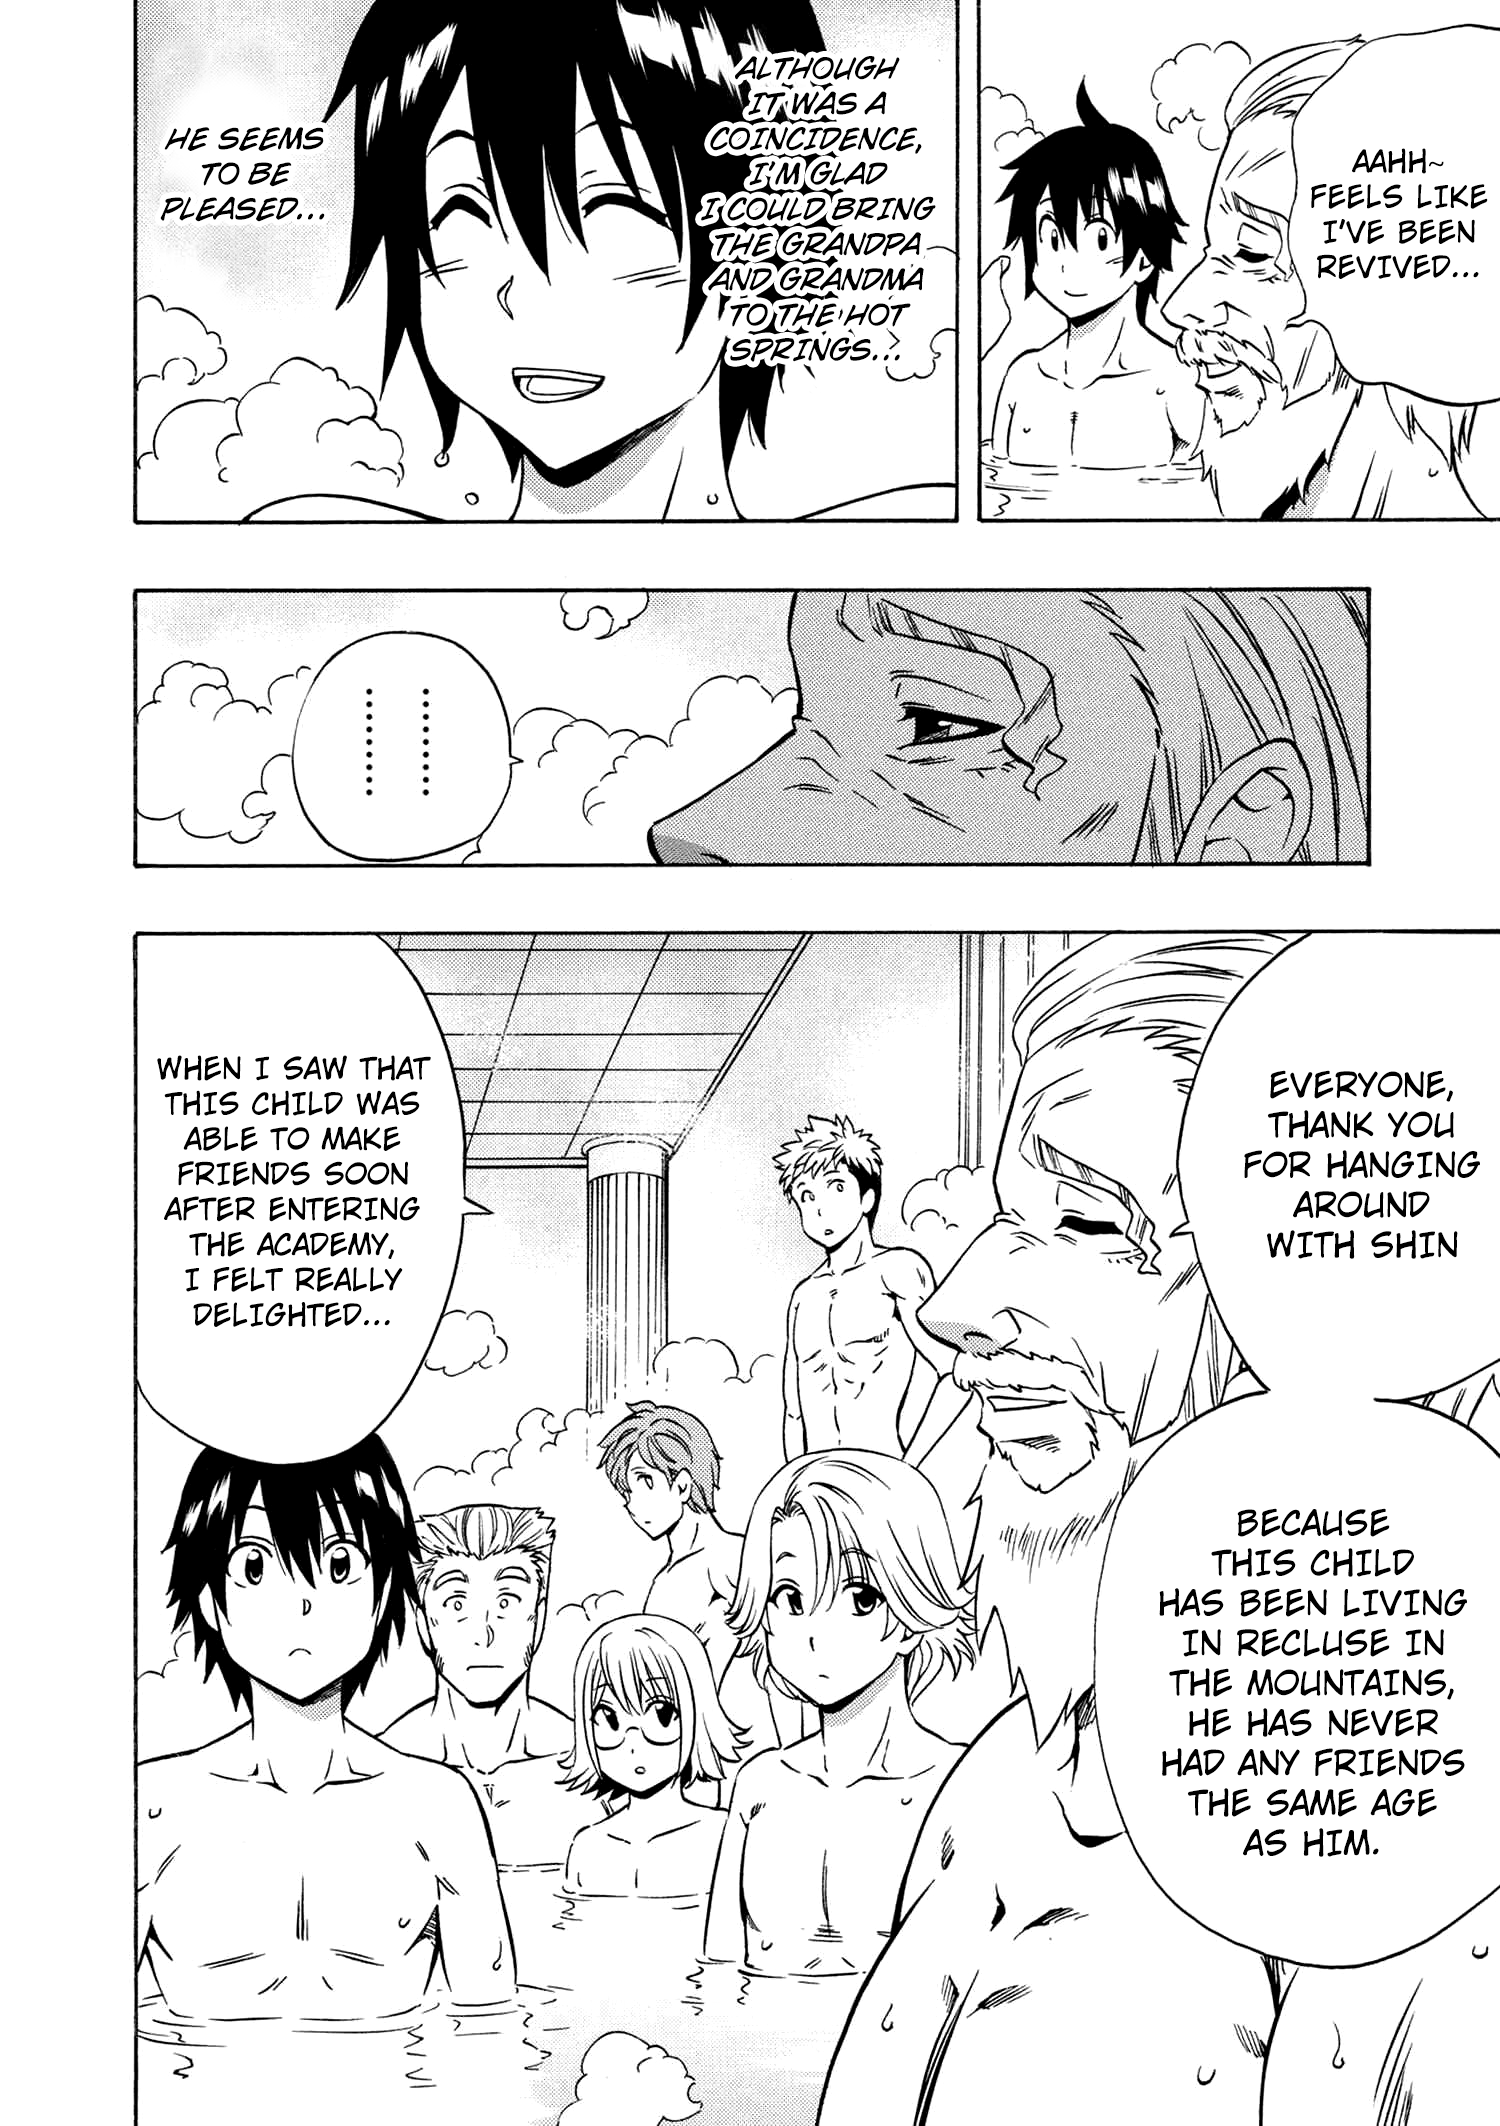 AAHH~
FEELS LIKE
I'VE BEEN
REVIVED...
ALTHOUGH
IT WAS A
COINCIDENCE,
I'M GLAD
I COULD BRING
THE GRANDPA
AND GRANDMA
TO THE HOT
SPRINGS...
HE SEEMS
TO BE
PLEASED...
EVERYONE,
THANK YOU
FOR HANGING
AROUND
WITH SHIN
BECAUSE
THIS CHILD
HAS BEEN LIVING
IN RECLUSE IN
THE MOUNTAINS,
HE HAS NEVER
HAD ANY FRIENDS
THE SAME AGE
AS HIM.
WHEN I SAW THAT
THIS CHILD WAS
ABLE TO MAKE
FRIENDS SOON
AFTER ENTERING
THE ACADEMY,
I FELT REALLY
DELIGHTED...